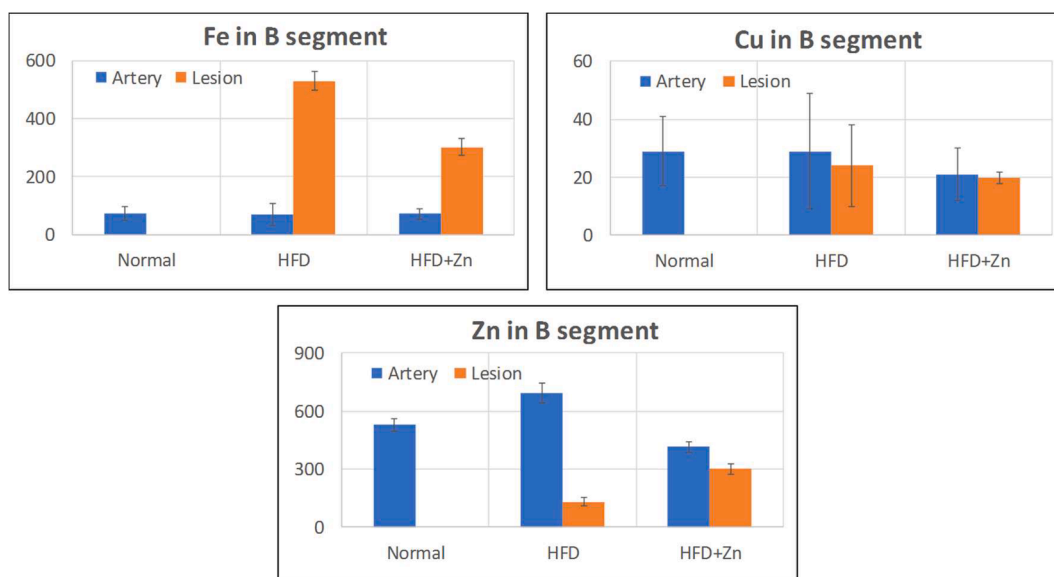 Fe in B segment
600
Artery Lesion
400
200
0
Normal HFD HFD+Zn
Cu in B segment
60
Artery Lesion
40
20
0
Normal HFD HFD+Zn
Zn in B segment
900
Artery Lesion
600
300
0
Normal HFD HFD+Zn